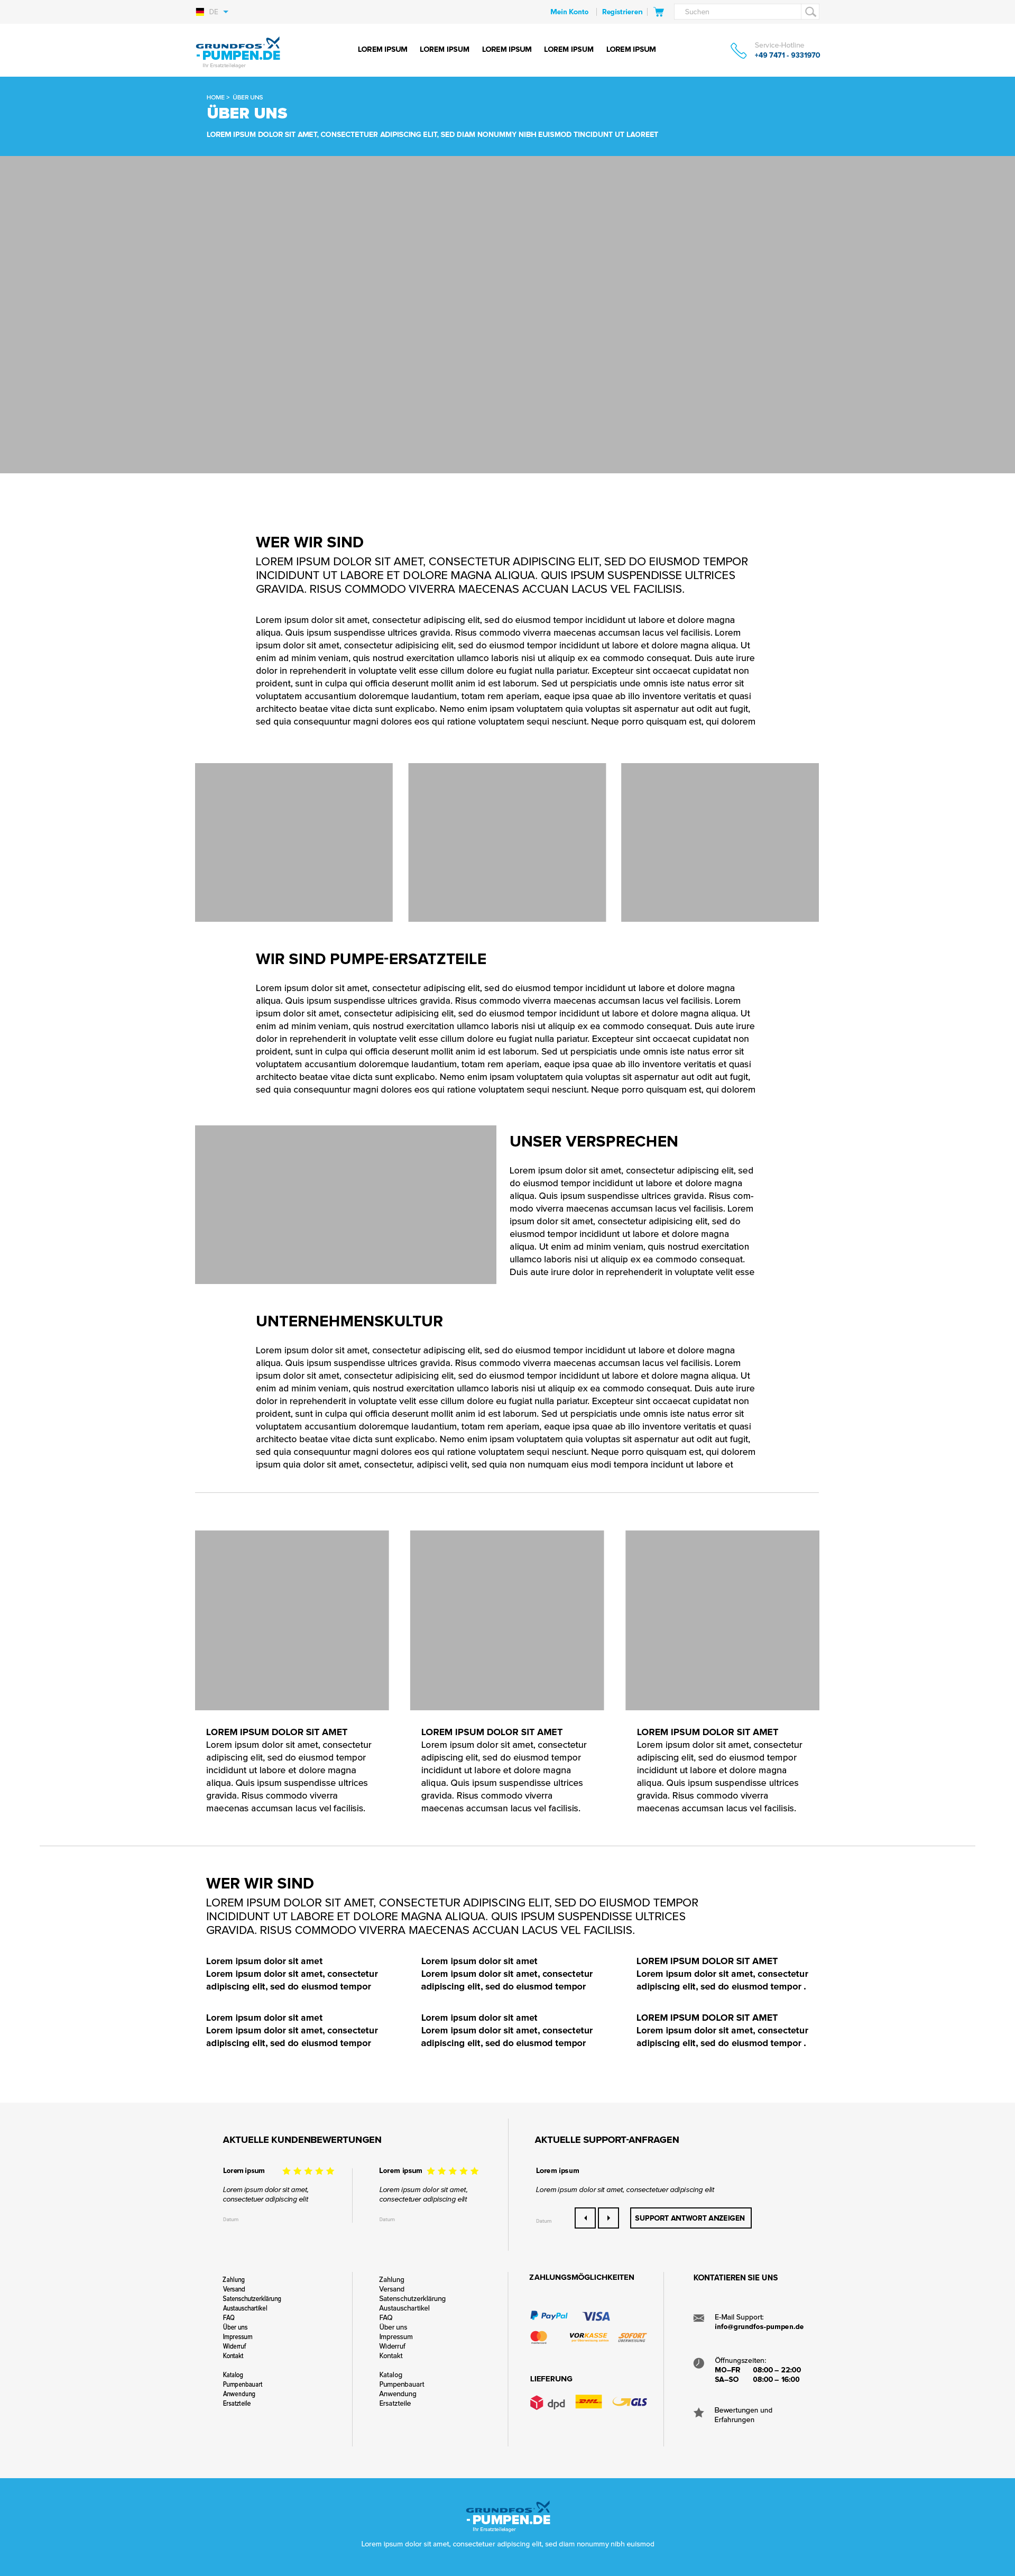 DE
Mein Konto
Registrieren
Suchen
GRUNDFOS
- PUMPEN.DE
Ihr Ersatzteilelager
LOREM IPSUM LOREM IPSUM LOREM IPSUM LOREM IPSUM LOREM IPSUM
Service-Hotline
+49 7471 - 9331970
HOME > ÜBER UNS
ÜBER UNS
LOREM IPSUM DOLOR SIT AMET, CONSECTETUER ADIPISCING ELIT, SED DIAM NONUMMY NIBH EUISMOD TINCIDUNT UT LAOREET
WER WIR SIND
LOREM IPSUM DOLOR SIT AMET, CONSECTETUR ADIPISCING ELIT, SED DO EIUSMOD TEMPOR
INCIDIDUNT UT LABORE ET DOLORE MAGNA ALIQUA. QUIS IPSUM SUSPENDISSE ULTRICES
GRAVIDA. RISUS COMMODO VIVERRA MAECENAS ACCUAN LACUS VEL FACILISIS.
Lorem ipsum dolor sit amet, consectetur adipiscing elit, sed do eiusmod tempor incididunt ut labore et dolore magna
aliqua. Quis ipsum suspendisse ultrices gravida. Risus commodo viverra maecenas accumsan lacus vel facilisis. Lorem
ipsum dolor sit amet, consectetur adipisicing elit, sed do eiusmod tempor incididunt ut labore et dolore magna aliqua. Ut
enim ad minim veniam, quis nostrud exercitation ullamco laboris nisi ut aliquip ex ea commodo consequat. Duis aute irure
dolor in reprehenderit in voluptate velit esse cillum dolore eu fugiat nulla pariatur. Excepteur sint occaecat cupidatat non
proident, sunt in culpa qui officia deserunt mollit anim id est laborum. Sed ut perspiciatis unde omnis iste natus error sit
voluptatem accusantium doloremque laudantium, totam rem aperiam, eaque ipsa quae ab illo inventore veritatis et quasi
architecto beatae vitae dicta sunt explicabo. Nemo enim ipsam voluptatem quia voluptas sit aspernatur aut odit aut fugit,
sed quia consequuntur magni dolores eos qui ratione voluptatem sequi nesciunt. Neque porro quisquam est, qui dolorem
WIR SIND PUMPE-ERSATZTEILE
Lorem ipsum dolor sit amet, consectetur adipiscing elit, sed do eiusmod tempor incididunt ut labore et dolore magna
aliqua. Quis ipsum suspendisse ultrices gravida. Risus commodo viverra maecenas accumsan lacus vel facilisis. Lorem
ipsum dolor sit amet, consectetur adipisicing elit, sed do eiusmod tempor incididunt ut labore et dolore magna aliqua. Ut
enim ad minim veniam, quis nostrud exercitation ullamco laboris nisi ut aliquip ex ea commodo consequat. Duis aute irure
dolor in reprehenderit in voluptate velit esse cillum dolore eu fugiat nulla pariatur. Excepteur sint occaecat cupidatat non
proident, sunt in culpa qui officia deserunt mollit anim id est laborum. Sed ut perspiciatis unde omnis iste natus error sit
voluptatem accusantium doloremque laudantium, totam rem aperiam, eaque ipsa quae ab illo inventore veritatis et quasi
architecto beatae vitae dicta sunt explicabo. Nemo enim ipsam voluptatem quia voluptas sit aspernatur aut odit aut fugit,
sed quia consequuntur magni dolores eos qui ratione voluptatem sequi nesciunt. Neque porro quisquam est, qui dolorem
UNSER VERSPRECHEN
Lorem ipsum dolor sit amet, consectetur adipiscing elit, sed
do eiusmod tempor incididunt ut labore et dolore magna
aliqua. Quis ipsum suspendisse ultrices gravida. Risus com-
modo viverra maecenas accumsan lacus vel facilisis. Lorem
ipsum dolor sit amet, consectetur adipisicing elit, sed do
eiusmod tempor incididunt ut labore et dolore magna
aliqua. Ut enim ad minim veniam, quis nostrud exercitation
ullamco laboris nisi ut aliquip ex ea commodo consequat.
Duis aute irure dolor in reprehenderit in voluptate velit esse
UNTERNEHMENSKULTUR
Lorem ipsum dolor sit amet, consectetur adipiscing elit, sed do eiusmod tempor incididunt ut labore et dolore magna
aliqua. Quis ipsum suspendisse ultrices gravida. Risus commodo viverra maecenas accumsan lacus vel facilisis. Lorem
ipsum dolor sit amet, consectetur adipisicing elit, sed do eiusmod tempor incididunt ut labore et dolore magna aliqua. Ut
enim ad minim veniam, quis nostrud exercitation ullamco laboris nisi ut aliquip ex ea commodo consequat. Duis aute irure
dolor in reprehenderit in voluptate velit esse cillum dolore eu fugiat nulla pariatur. Excepteur sint occaecat cupidatat non
proident, sunt in culpa qui officia deserunt mollit anim id est laborum. Sed ut perspiciatis unde omnis iste natus error sit
voluptatem accusantium doloremque laudantium, totam rem aperiam, eaque ipsa quae ab illo inventore veritatis et quasi
architecto beatae vitae dicta sunt explicabo. Nemo enim ipsam voluptatem quia voluptas sit aspernatur aut odit aut fugit,
sed quia consequuntur magni dolores eos qui ratione voluptatem sequi nesciunt. Neque porro quisquam est, qui dolorem
ipsum quia dolor sit amet, consectetur, adipisci velit, sed quia non numquam eius modi tempora incidunt ut labore et
LOREM IPSUM DOLOR SIT AMET
Lorem ipsum dolor sit amet, consectetur
adipiscing elit, sed do eiusmod tempor
incididunt ut labore et dolore magna
aliqua. Quis ipsum suspendisse ultrices
gravida. Risus commodo viverra
maecenas accumsan lacus vel facilisis.
LOREM IPSUM DOLOR SIT AMET
Lorem ipsum dolor sit amet, consectetur
adipiscing elit, sed do eiusmod tempor
incididunt ut labore et dolore magna
aliqua. Quis ipsum suspendisse ultrices
gravida. Risus commodo viverra
maecenas accumsan lacus vel facilisis.
LOREM IPSUM DOLOR SIT AMET
Lorem ipsum dolor sit amet, consectetur
adipiscing elit, sed do eiusmod tempor
incididunt ut labore et dolore magna
aliqua. Quis ipsum suspendisse ultrices
gravida. Risus commodo viverra
maecenas accumsan lacus vel facilisis.
WER WIR SIND
LOREM IPSUM DOLOR SIT AMET, CONSECTETUR ADIPISCING ELIT, SED DO EIUSMOD TEMPOR
INCIDIDUNT UT LABORE ET DOLORE MAGNA ALIQUA. QUIS IPSUM SUSPENDISSE ULTRICES
GRAVIDA. RISUS COMMODO VIVERRA MAECENAS ACCUAN LACUS VEL FACILISIS.
Lorem ipsum dolor sit amet
Lorem ipsum dolor sit amet, consectetur
adipiscing elit, sed do eiusmod tempor
Lorem ipsum dolor sit amet
Lorem ipsum dolor sit amet, consectetur
adipiscing elit, sed do eiusmod tempor
LOREM IPSUM DOLOR SIT AMET
Lorem ipsum dolor sit amet, consectetur
adipiscing elit, sed do eiusmod tempor .
Lorem ipsum dolor sit amet
Lorem ipsum dolor sit amet, consectetur
adipiscing elit, sed do eiusmod tempor
Lorem ipsum dolor sit amet
Lorem ipsum dolor sit amet, consectetur
adipiscing elit, sed do eiusmod tempor
LOREM IPSUM DOLOR SIT AMET
Lorem ipsum dolor sit amet, consectetur
adipiscing elit, sed do eiusmod tempor .
AKTUELLE KUNDENBEWERTUNGEN
Lorem ipsum
Lorem ipsum dolor sit amet,
consectetuer adipiscing elit
Datum
Lorem ipsum
Lorem ipsum dolor sit amet,
consectetuer adipiscing elit
Datum
AKTUELLE SUPPORT-ANFRAGEN
Lorem ipsum
Lorem ipsum dolor sit amet, consectetuer adipiscing elit
Datum
SUPPORT ANTWORT ANZEIGEN
Zahlung
Versand
Satenschutzerklärung
Austauschartikel
FAQ
Über uns
Impressum
Widerruf
Kontakt
Katalog
Pumpenbauart
Anwendung
Ersatzteile
Zahlung
Versand
Satenschutzerklärung
Austauschartikel
FAQ
Über uns
Impressum
Widerruf
Kontakt
Katalog
Pumpenbauart
Anwendung
Ersatzteile
ZAHLUNGSMÖGLICHKEITEN
PayPal VISA
VORKASSE
SOFORT
ÜBERWEISUNG
LIEFERUNG
dpd DHL GLS
KONTATIEREN SIE UNS
E-Mail Support:
info@grundfos-pumpen.de
Öffnungszeiten:
MO–FR 08:00 – 22:00
SA–SO 08:00 – 16:00
Bewertungen und
Erfahrungen
GRUNDFOS
- PUMPEN.DE
Ihr Ersatzteilelager
Lorem ipsum dolor sit amet, consectetuer adipiscing elit, sed diam nonummy nibh euismod